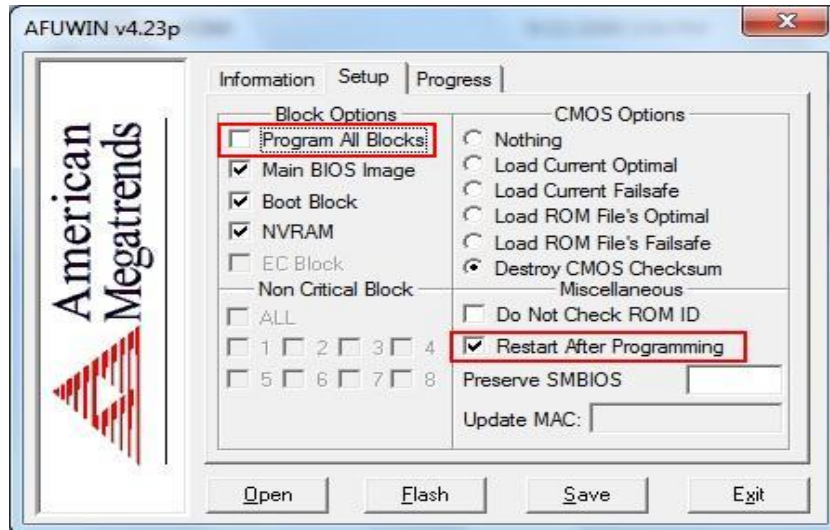 AFUWIN v4.23p
American
Megatrends
Information Setup Progress
Block Options
Program All Blocks
Main BIOS Image
Boot Block
NVRAM
EC Block
Non Critical Block
ALL
1 2 3 4
5 6 7 8
CMOS Options
Nothing
Load Current Optimal
Load Current Failsafe
Load ROM File's Optimal
Load ROM File's Failsafe
Destroy CMOS Checksum
Miscellaneous
Do Not Check ROM ID
Restart After Programming
Preserve SMBIOS
Update MAC:
Open Flash Save Exit